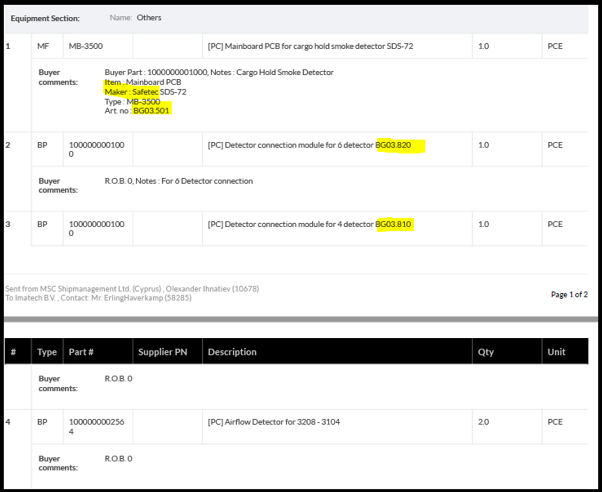 Equipment Section: Name: Others
1 MF MB-3500 [PC] Mainboard PCB for cargo hold smoke detector SDS-72 1.0 PCE
Buyer comments: Buyer Part : 1000000001000, Notes : Cargo Hold Smoke Detector
Item : Mainboard PCB
Maker : Safetec SDS-72
Type : MB-3500
Art. no : BG03.501
2 BP 1000000001000 [PC] Detector connection module for 6 detector BG03.820 1.0 PCE
Buyer comments: R.O.B. 0, Notes : For 6 Detector connection
3 BP 1000000001000 [PC] Detector connection module for 4 detector BG03.810 1.0 PCE
Sent from MSC Shipmanagement Ltd. (Cyprus) , Olexander Ihnatiev (10678)
To Imatech B.V. , Contact: Mr. ErlingHaverkamp (58285)
Page 1 of 2
# Type Part # Supplier PN Description Qty Unit
Buyer comments: R.O.B. 0
4 BP 1000000002564 [PC] Airflow Detector for 3208 - 3104 2.0 PCE
Buyer comments: R.O.B. 0